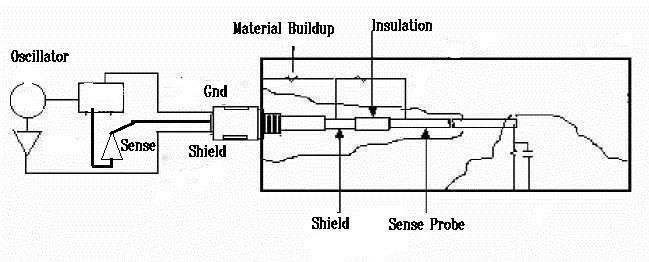 Insulation
Material Buildup
Oscillator
Gnd
Sense
Shield
Shield
Sense Probe